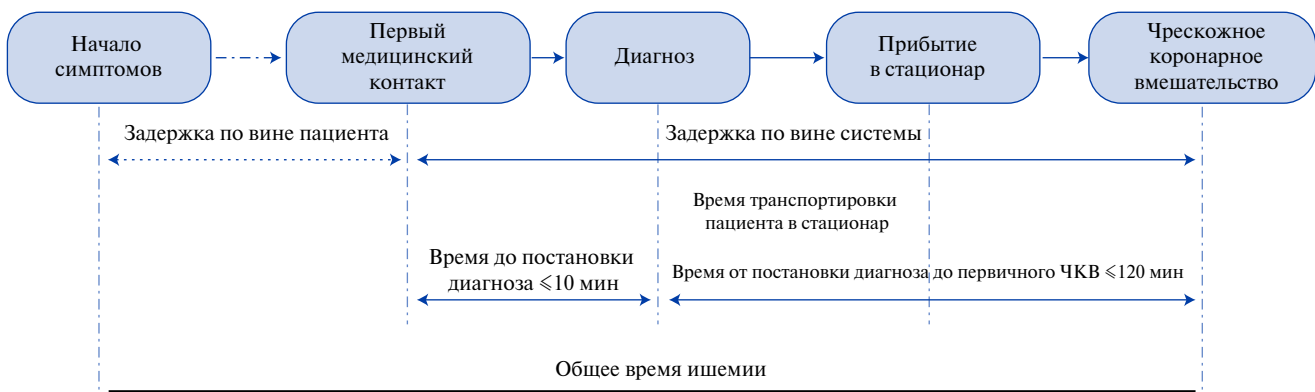 Начало
симптомов
Первый
медицинский
контакт
Диагноз
Прибытие
в стационар
Чрескожное
коронарное
вмешательство
Задержка по вине пациента
Задержка по вине системы
Время транспортировки
пациента в стационар
Время до постановки
диагноза ⩽10 мин
Время от постановки диагноза до первичного ЧКВ ⩽120 мин
Общее время ишемии